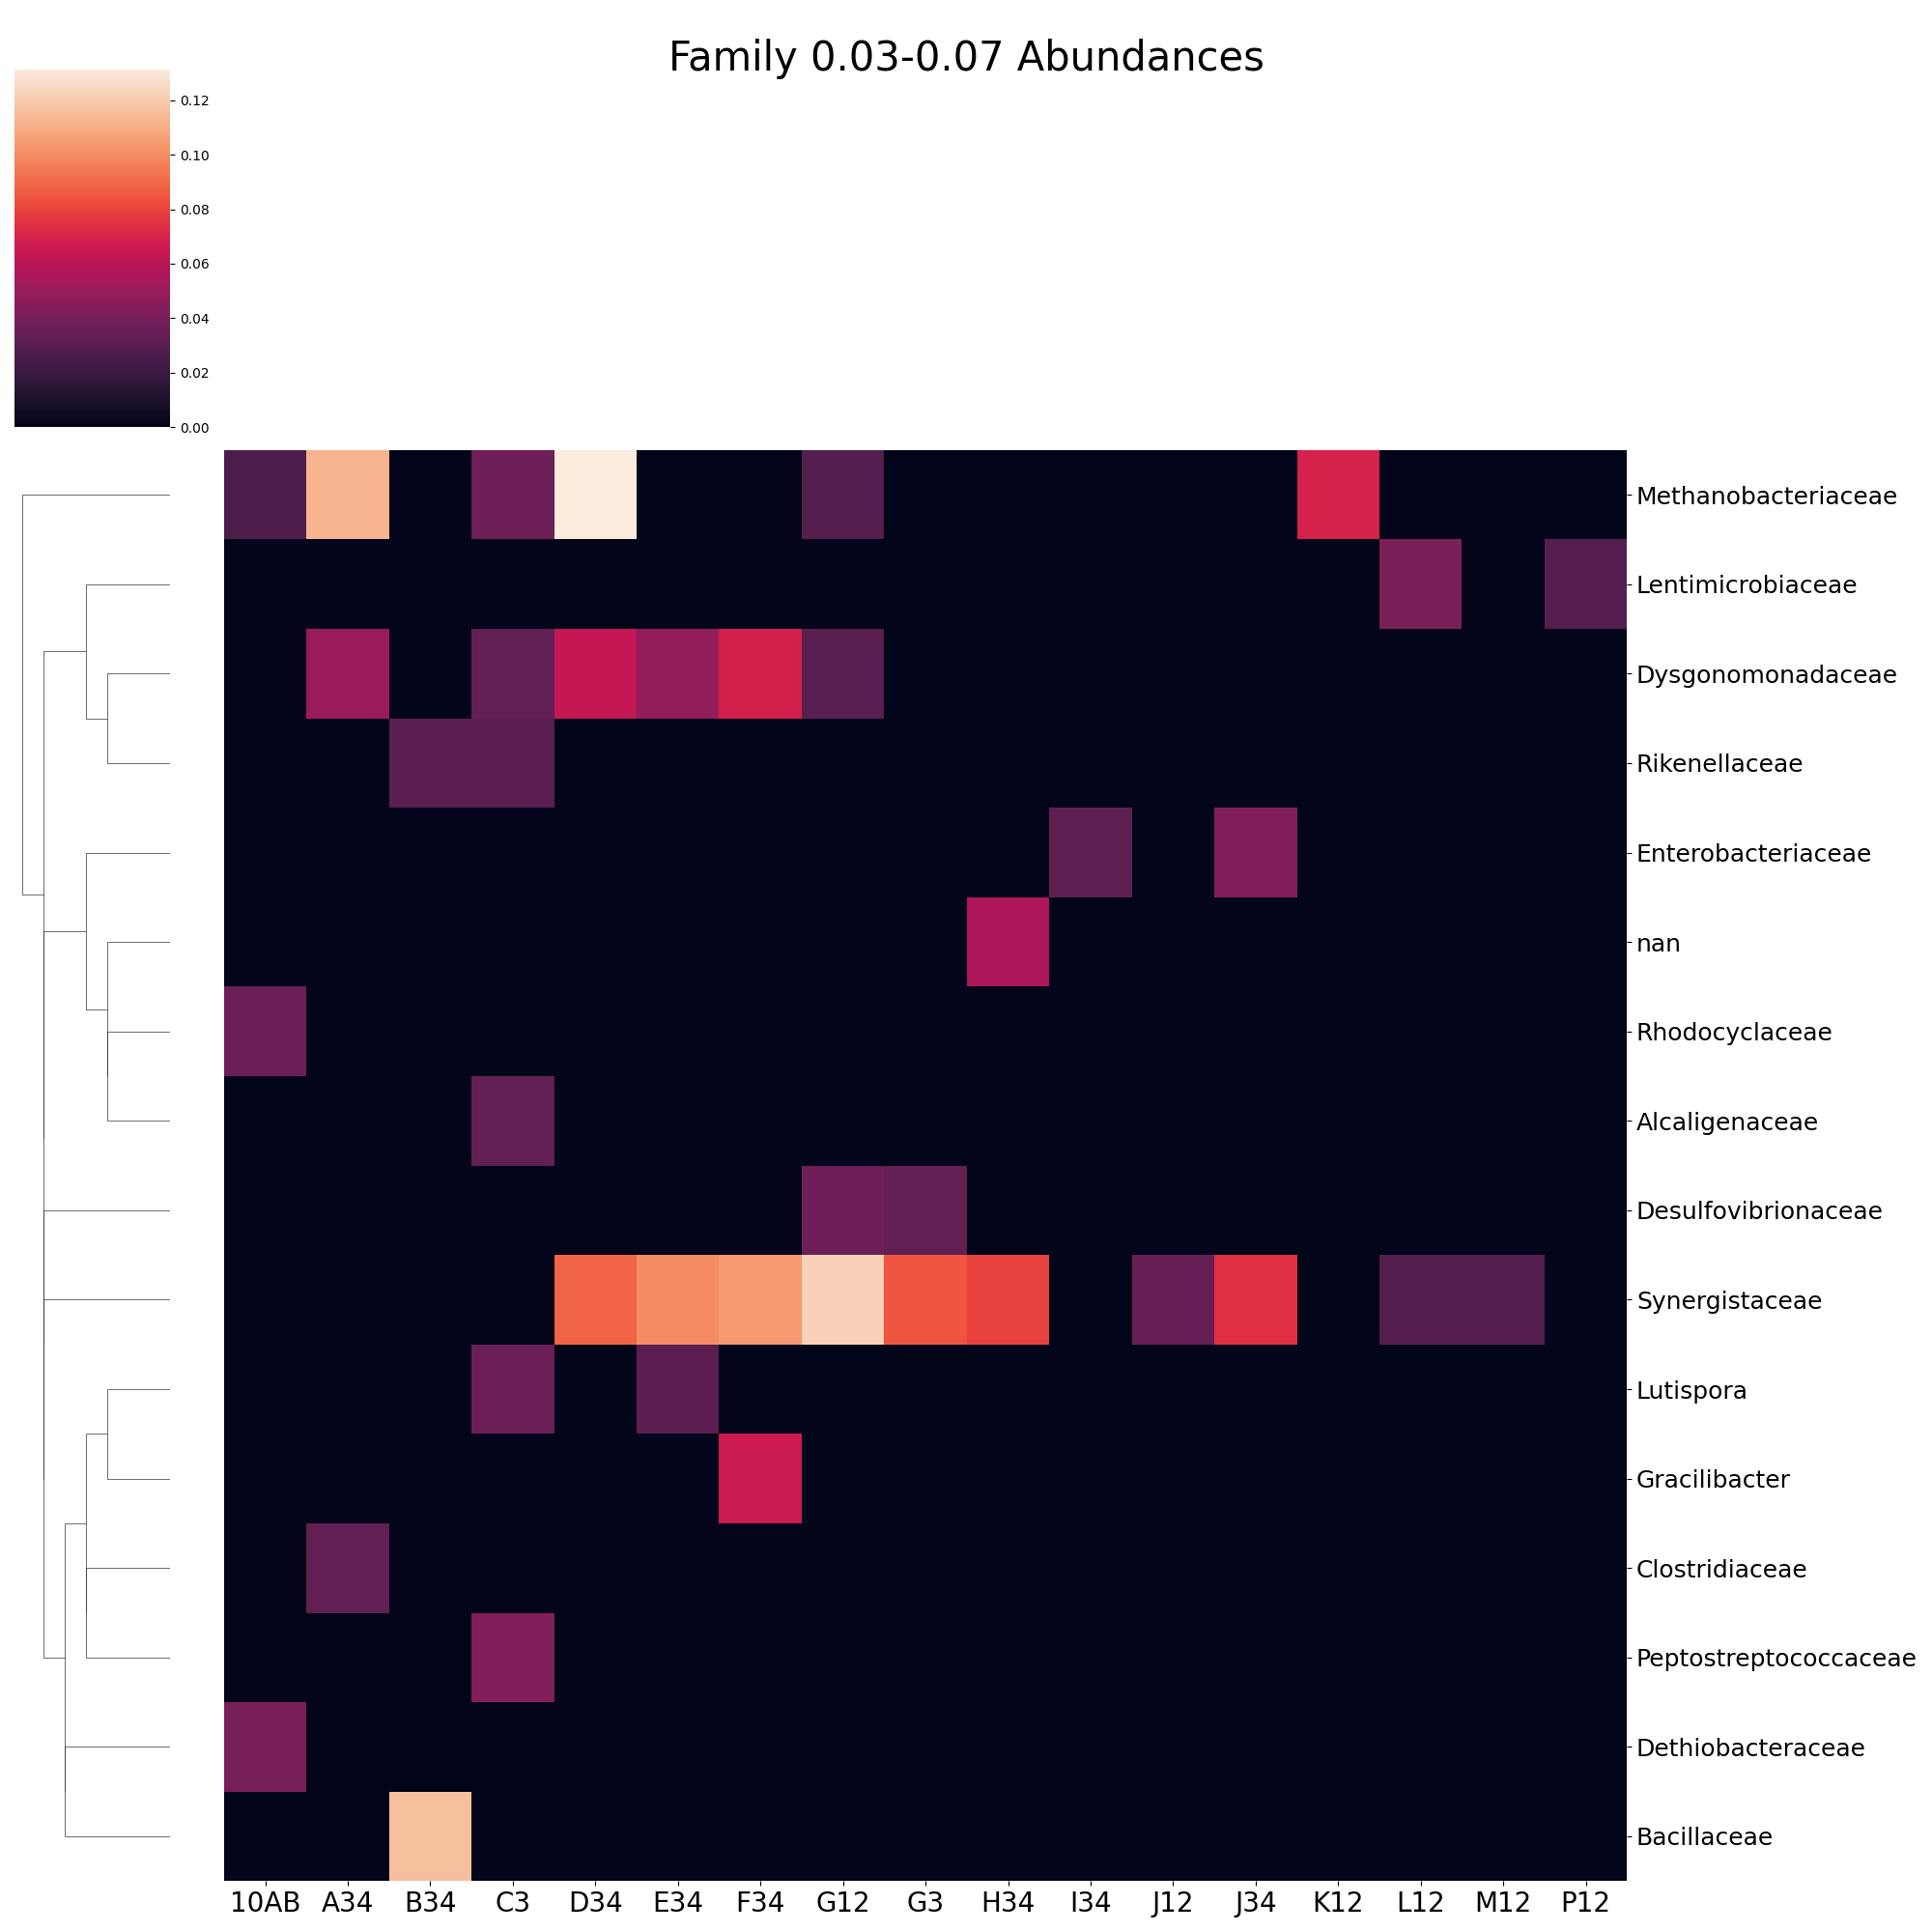 Family 0.03-0.07 Abundances
0.12
0.10
0.08
0.06
0.04
0.02
0.00
Methanobacteriaceae
Lentimicrobiaceae
Dysgonomonadaceae
Rikenellaceae
Enterobacteriaceae
nan
Rhodocyclaceae
Alcaligenaceae
Desulfovibrionaceae
Synergistaceae
Lutispora
Gracilibacter
Clostridiaceae
Peptostreptococcaceae
Dethiobacteraceae
Bacillaceae
10AB A34 B34 C3 D34 E34 F34 G12 G3 H34 I34 J12 J34 K12 L12 M12 P12